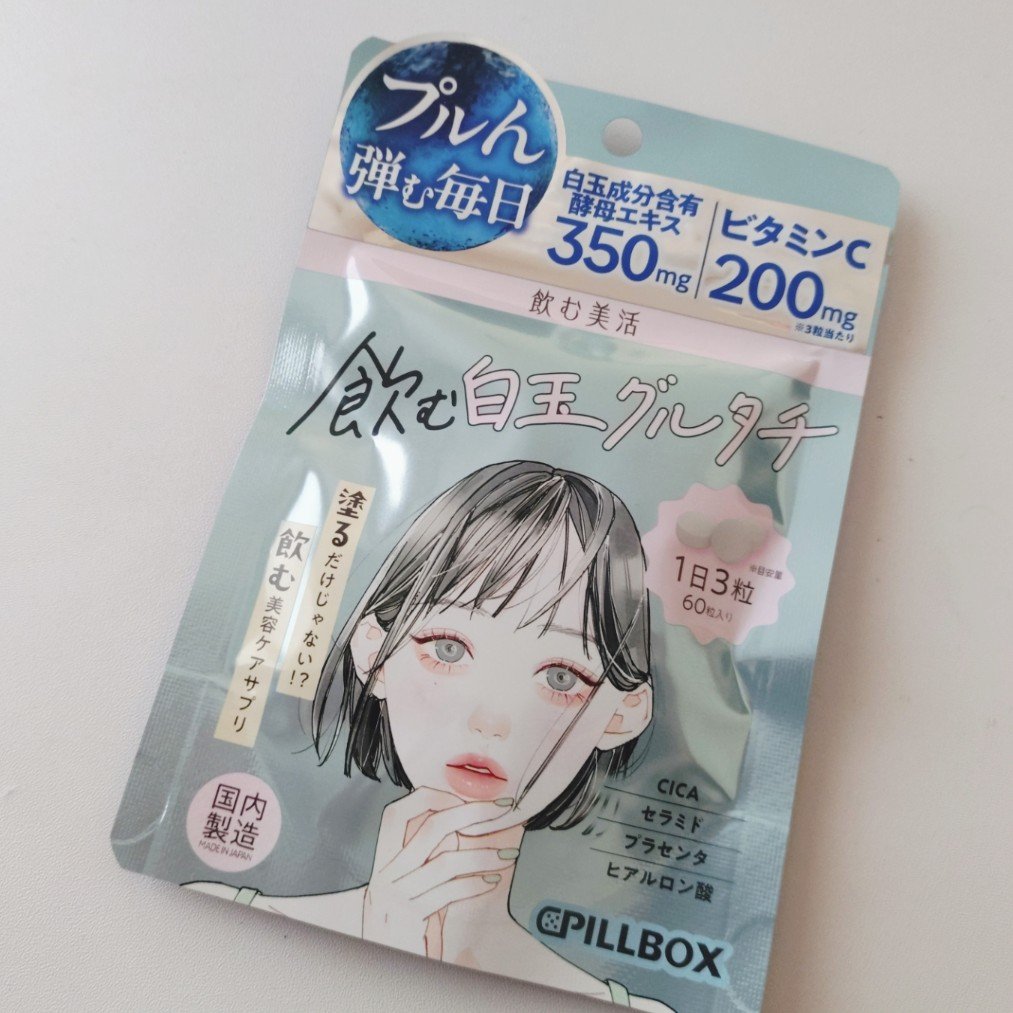 プルん
弾む毎日
白玉成分含有
酵母エキス
350mg
ビタミンC
200mg
※3粒当たり
飲む美活
飲む白玉グルタチ
塗るだけじゃない!?
飲む美容ケアサプリ
※目安量
1日3粒
60粒入り
国内
製造
MADE IN JAPAN
CICA
セラミド
プラセンタ
ヒアルロン酸
PILLBOX